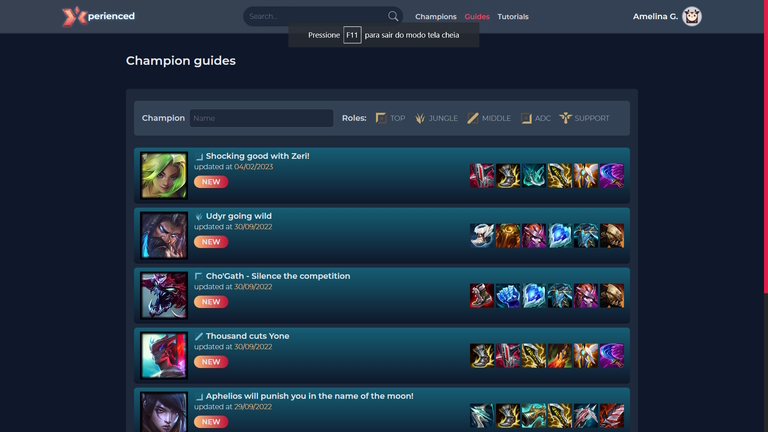 perienced
Search...
Champions
Guides
Tutorials
Amelina G.
Pressione F11 para sair do modo tela cheia
Champion guides
Champion
Name
Roles:
TOP
JUNGLE
MIDDLE
ADC
SUPPORT
Shocking good with Zeri!
updated at 04/02/2023
NEW
Udyr going wild
updated at 30/09/2022
NEW
Cho'Gath - Silence the competition
updated at 30/09/2022
NEW
Thousand cuts Yone
updated at 30/09/2022
NEW
Aphelios will punish you in the name of the moon!
updated at 29/09/2022
NEW